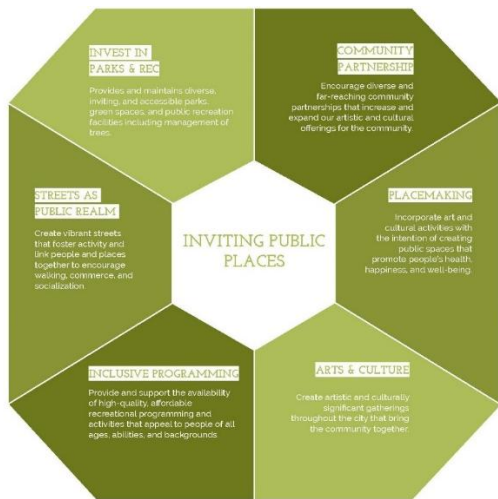 INVEST IN
PARKS & REC
Provides and maintains diverse,
inviting, and accessible parks,
green spaces, and public recreation
facilities including management of
trees.
COMMUNITY
PARTNERSHIP
Encourage diverse and
far-reaching community
partnerships that increase and
expand our artistic and cultural
offerings for the community.
STREETS AS
PUBLIC REALM
Create vibrant streets
that foster activity and
link people and places
together to encourage
walking, commerce, and
socialization.
INVITING PUBLIC
PLACES
PLACEMAKING
Incorporate art and
cultural activities with
the intention of creating
public spaces that
promote people's health,
happiness, and well-being.
INCLUSIVE PROGRAMMING
Provide and support the availability
of high-quality, affordable
recreational programming and
activities that appeal to people of all
ages, abilities, and backgrounds.
ARTS & CULTURE
Create artistic and culturally
significant gatherings
throughout the city that bring
the community together.